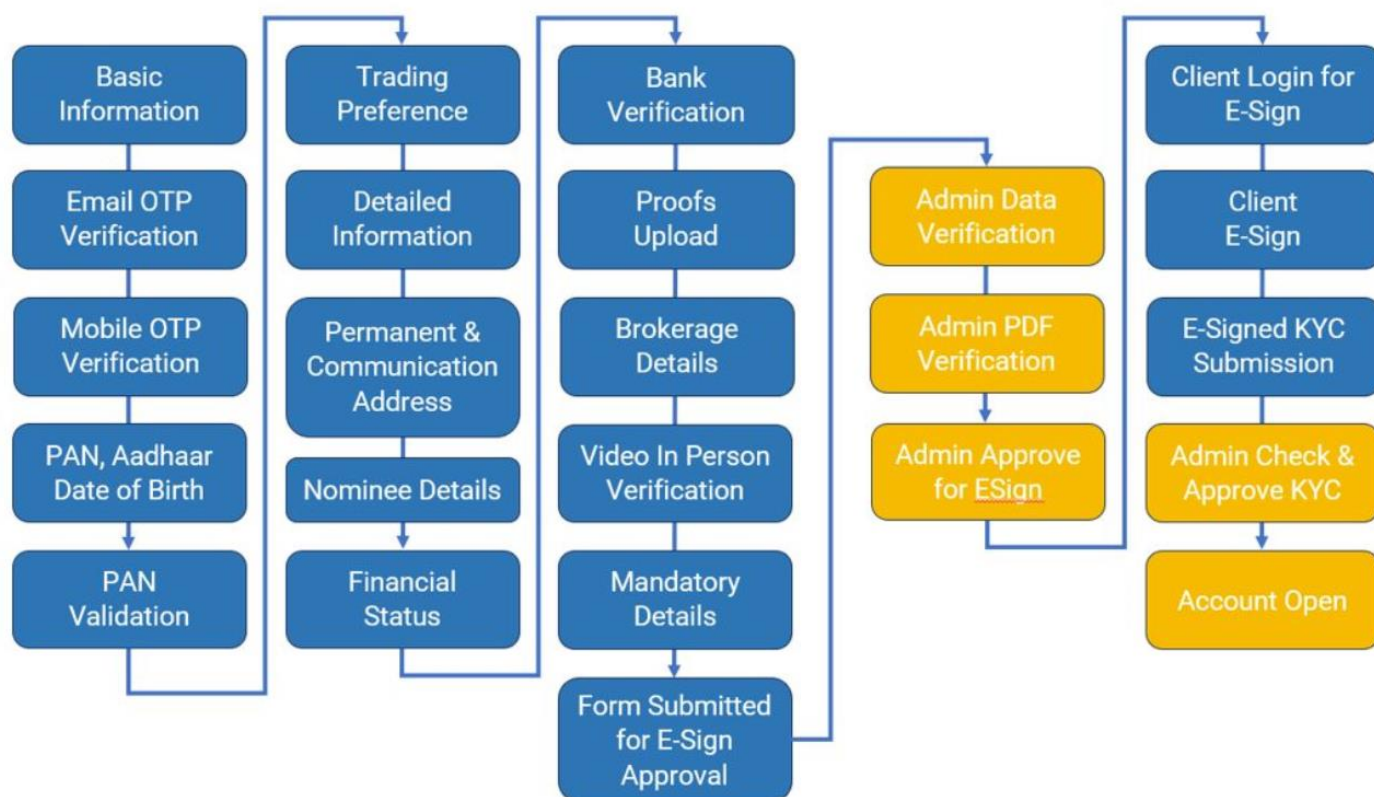 Basic
Information
Email OTP
Verification
Mobile OTP
Verification
PAN, Aadhaar
Date of Birth
PAN
Validation
Trading
Preference
Detailed
Information
Permanent &
Communication
Address
Nominee Details
Financial
Status
Bank
Verification
Proofs
Upload
Brokerage
Details
Video In Person
Verification
Mandatory
Details
Form Submitted
for E-Sign
Approval
Admin Data
Verification
Admin PDF
Verification
Admin Approve
for ESign
Client Login for
E-Sign
Client
E-Sign
E-Signed KYC
Submission
Admin Check &
Approve KYC
Account Open